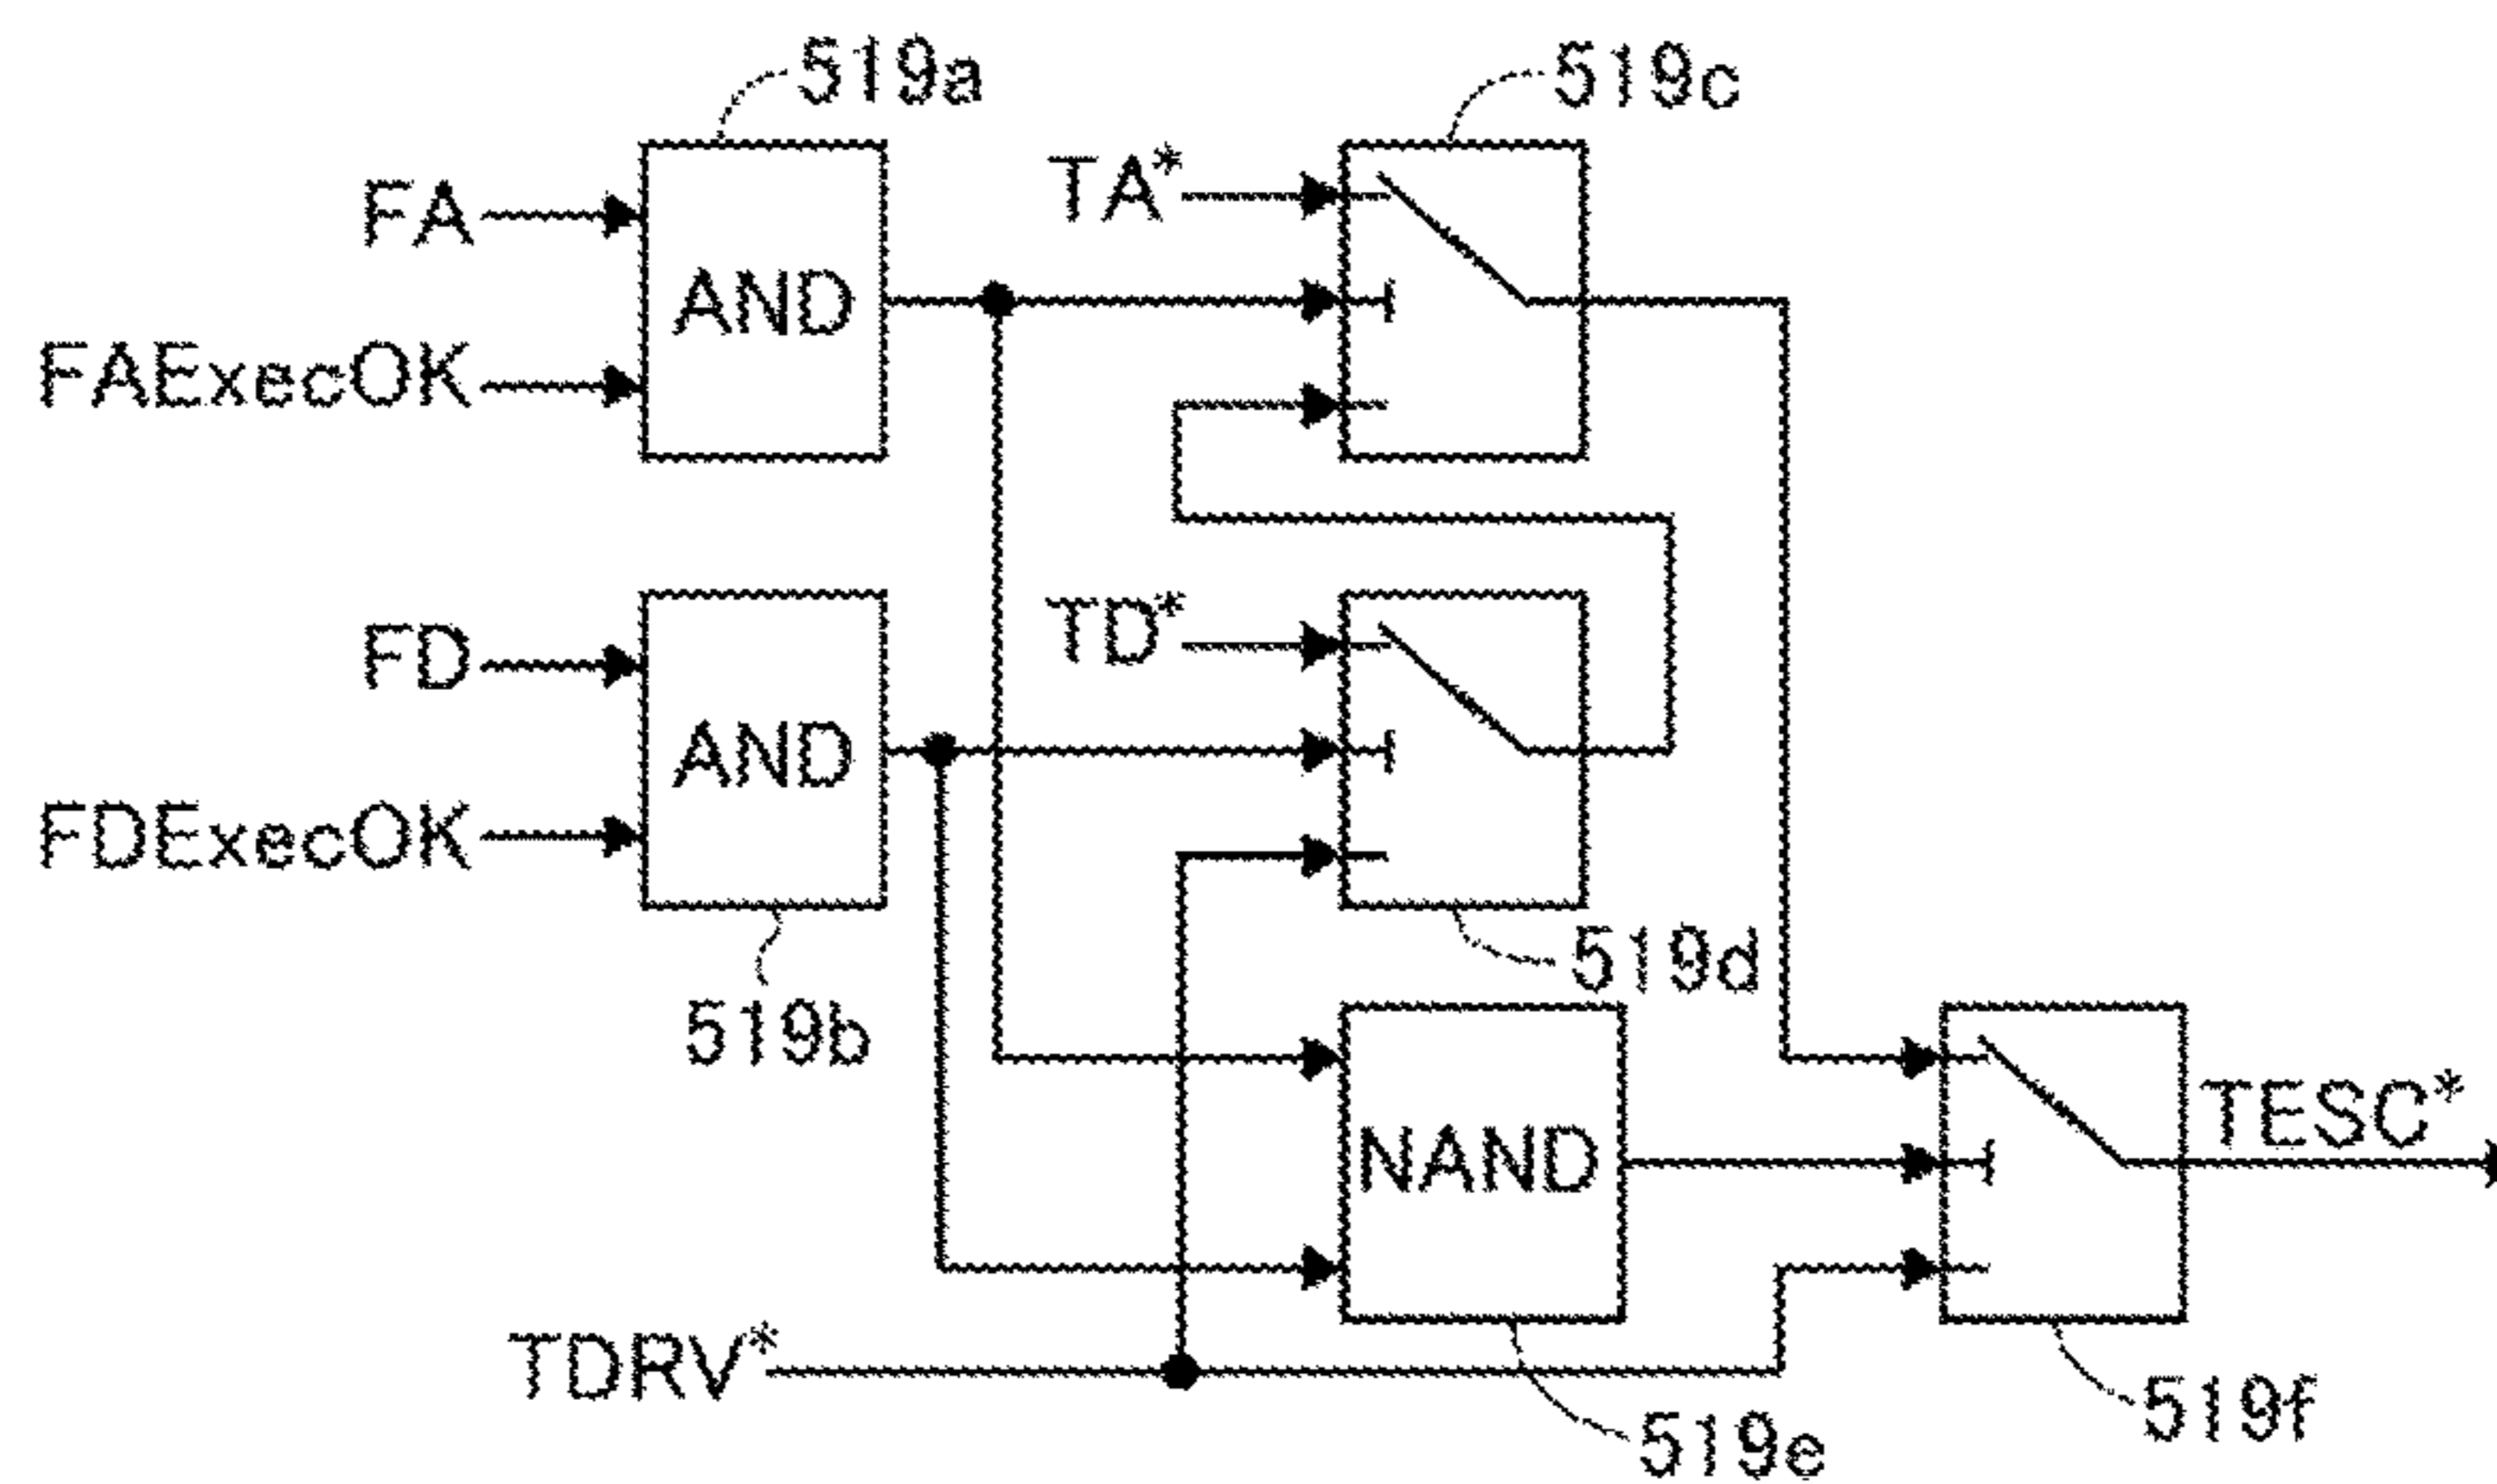 519a
519c
TA*
FA
AND
FAExecOK
TD*
FD
AND
FDExecOK
519d
519b
TESC*
NAND
TDRV*
519f
519e